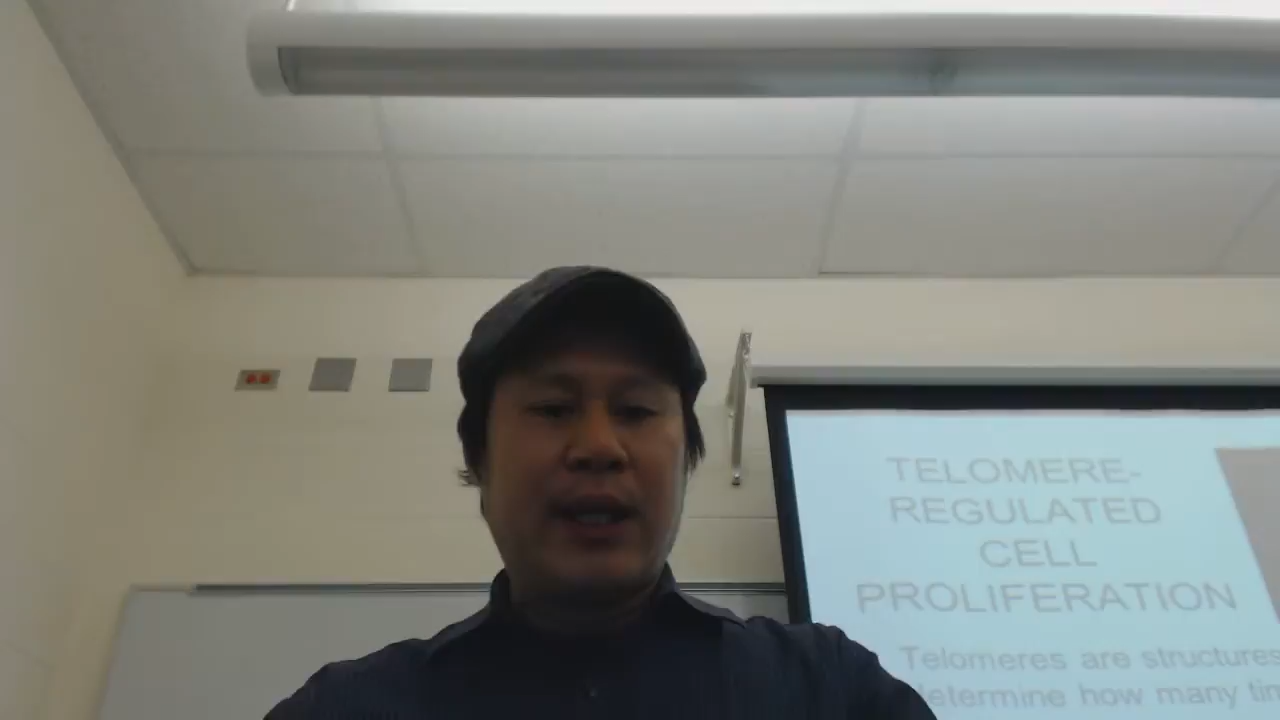 TELOMERE-
REGULATED
CELL
PROLIFERATION
Telomeres are structures
determine how many